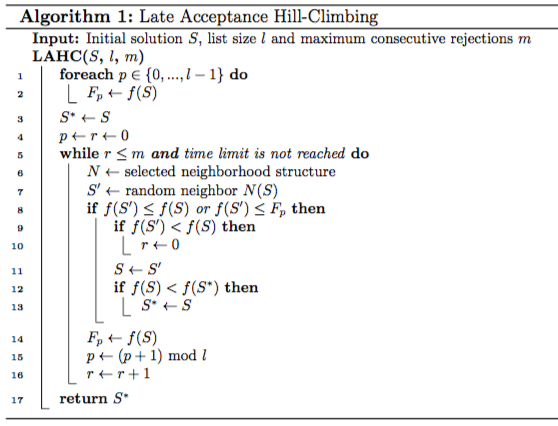 Algorithm 1: Late Acceptance Hill-Climbing
Input: Initial solution S, list size l and maximum consecutive rejections m
LAHC(S, l, m)
1 foreach p ∈ {0, ..., l − 1} do
2 F_p ← f(S)
3 S* ← S
4 p ← r ← 0
5 while r ≤ m and time limit is not reached do
6 N ← selected neighborhood structure
7 S′ ← random neighbor N(S)
8 if f(S′) ≤ f(S) or f(S′) ≤ F_p then
9 if f(S′) < f(S) then
10 r ← 0
11 S ← S′
12 if f(S) < f(S*) then
13 S* ← S
14 F_p ← f(S)
15 p ← (p + 1) mod l
16 r ← r + 1
17 return S*